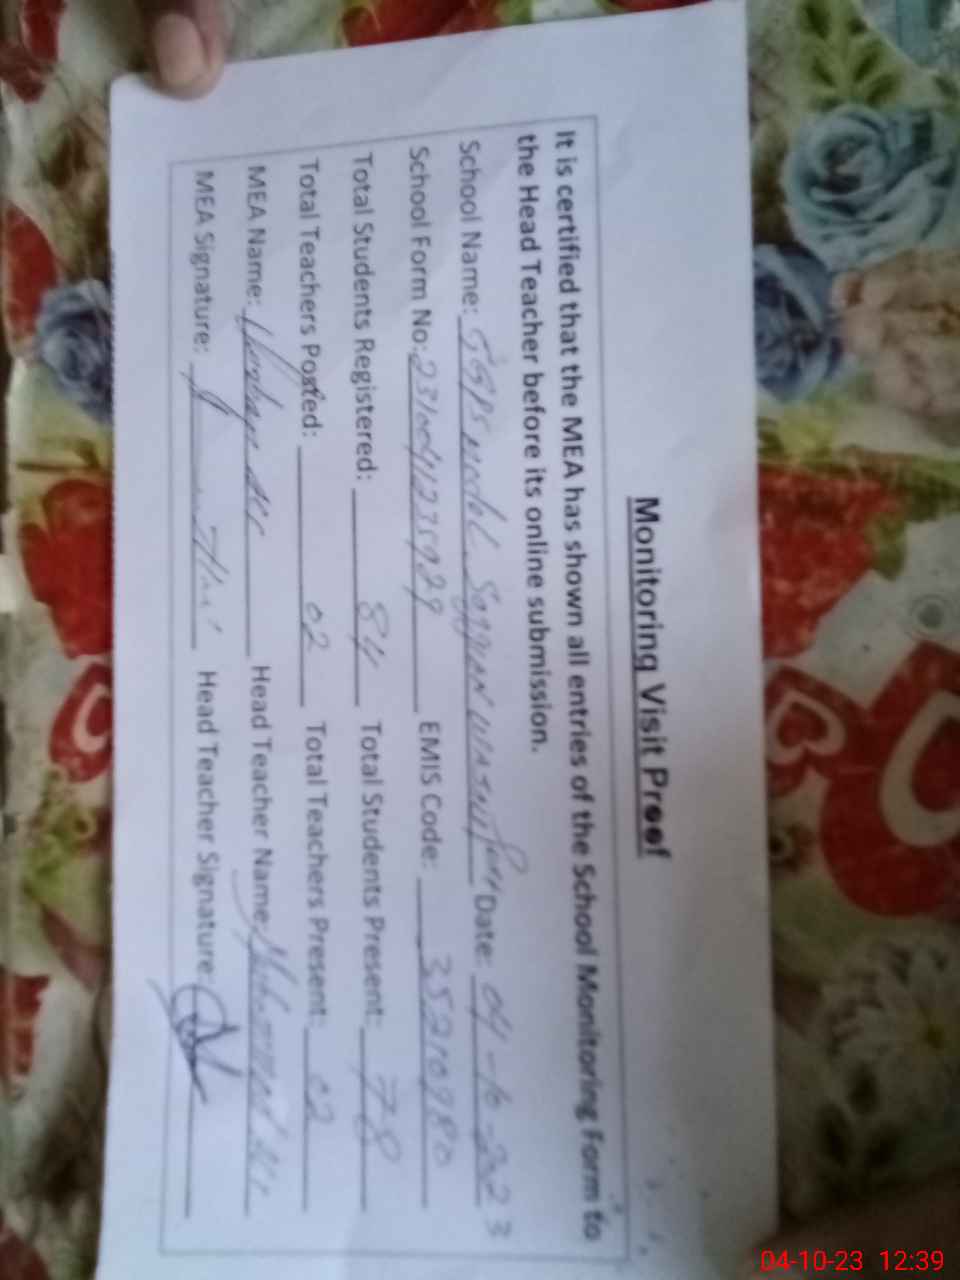 Monitoring Visit Proof
It is certified that the MEA has shown all entries of the School Monitoring Form to
the Head Teacher before its online submission.
School Name: GGPS Model Date: 04-10-2023
School Form No: EMIS Code: 35210980
Total Students Registered: 84 Total Students Present: 78
Total Teachers Posted: 02 Total Teachers Present: 02
MEA Name: Head Teacher Name:
MEA Signature: Head Teacher Signature:
04-10-23 12:39